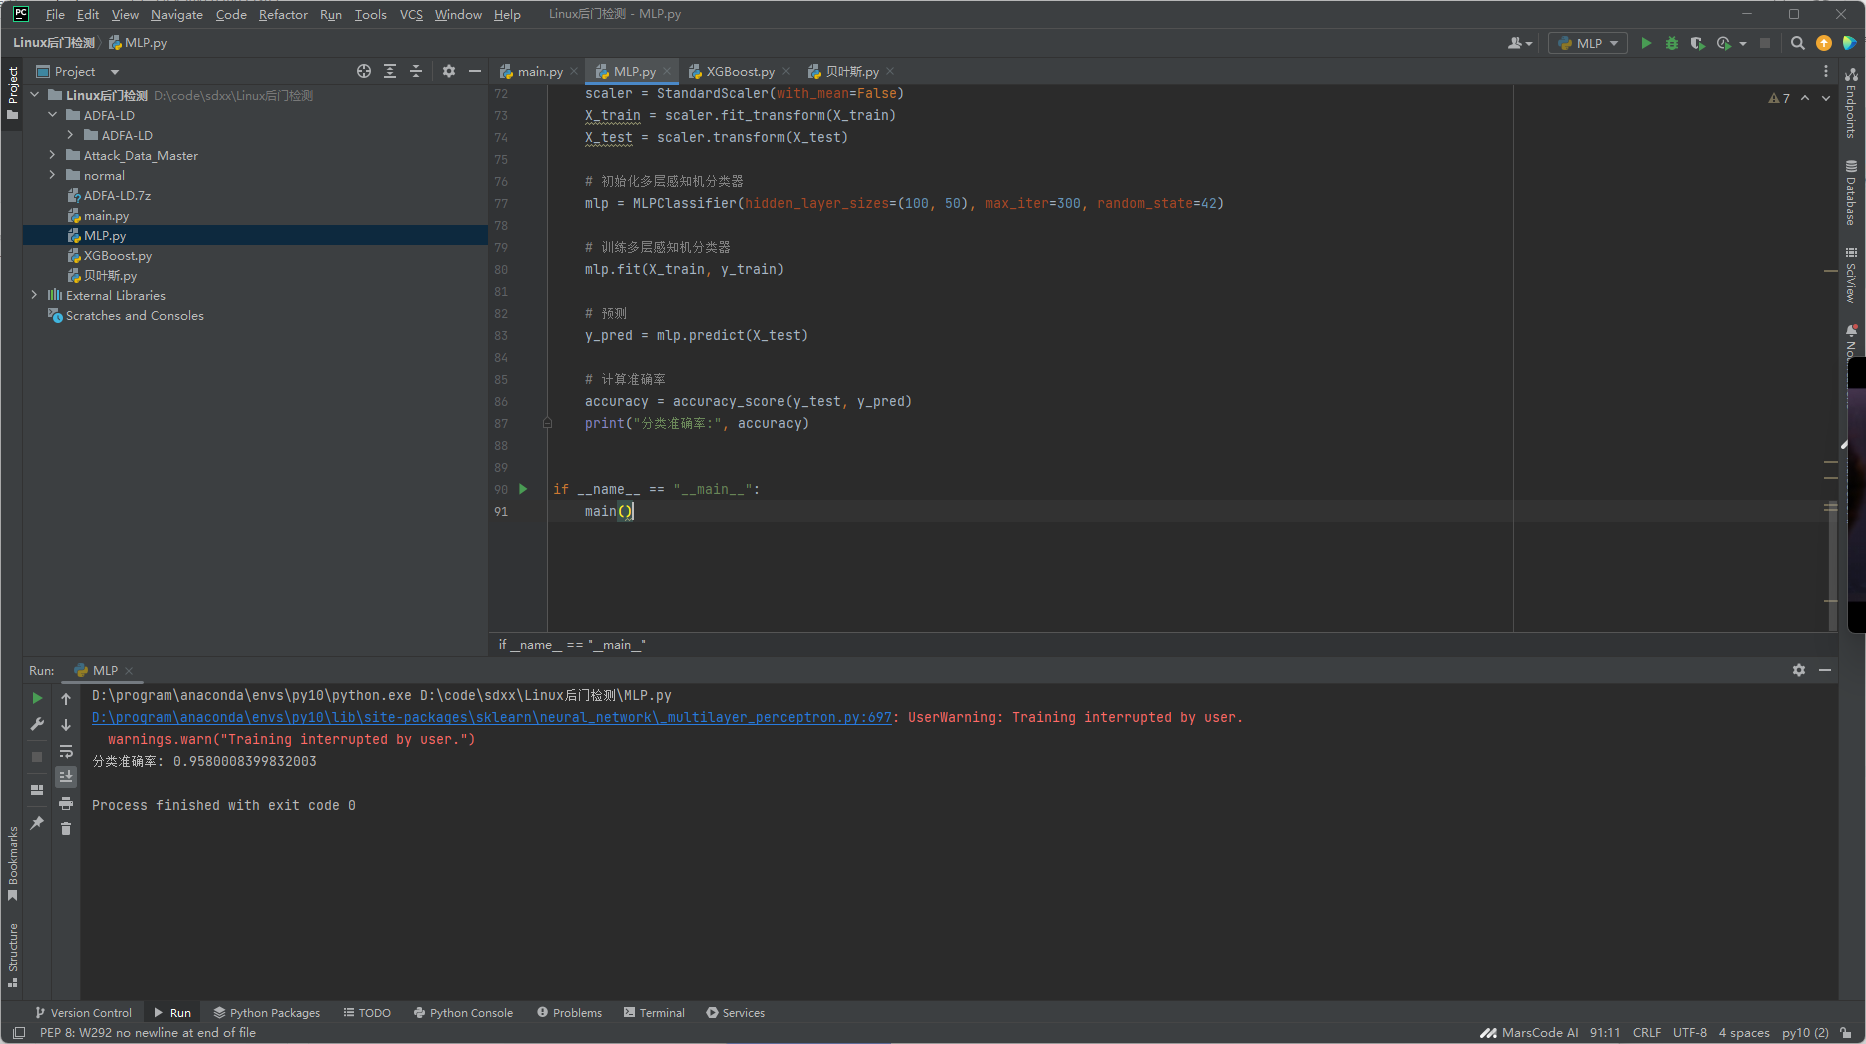 PC File Edit View Navigate Code Refactor Run Tools VCS Window Help Linux后门检测 - MLP.py
Linux后门检测 MLP.py MLP
Project
Project
main.py MLP.py XGBoost.py 贝叶斯.py
Linux后门检测 D:\code\sdxx\Linux后门检测
ADFA-LD
ADFA-LD
Attack_Data_Master
normal
ADFA-LD.7z
main.py
MLP.py
XGBoost.py
贝叶斯.py
External Libraries
Scratches and Consoles
72 scaler = StandardScaler(with_mean=False)
7
73 X_train = scaler.fit_transform(X_train)
74 X_test = scaler.transform(X_test)
75
76 # 初始化多层感知机分类器
77 mlp = MLPClassifier(hidden_layer_sizes=(100, 50), max_iter=300, random_state=42)
78
79 # 训练多层感知机分类器
80 mlp.fit(X_train, y_train)
81
82 # 预测
83 y_pred = mlp.predict(X_test)
84
85 # 计算准确率
86 accuracy = accuracy_score(y_test, y_pred)
87 print("分类准确率:", accuracy)
88
89
90 if __name__ == "__main__":
91 main()
if __name__ == "__main__"
Endpoints
Database
SciView
Run: MLP
D:\program\anaconda\envs\py10\python.exe D:\code\sdxx\Linux后门检测\MLP.py
D:\program\anaconda\envs\py10\lib\site-packages\sklearn\neural_network\_multilayer_perceptron.py:697: UserWarning: Training interrupted by user.
warnings.warn("Training interrupted by user.")
分类准确率: 0.9580008399832003
Process finished with exit code 0
Bookmarks
Structure
Version Control Run Python Packages TODO Python Console Problems Terminal Services
PEP 8: W292 no newline at end of file MarsCode AI 91:11 CRLF UTF-8 4 spaces py10 (2)